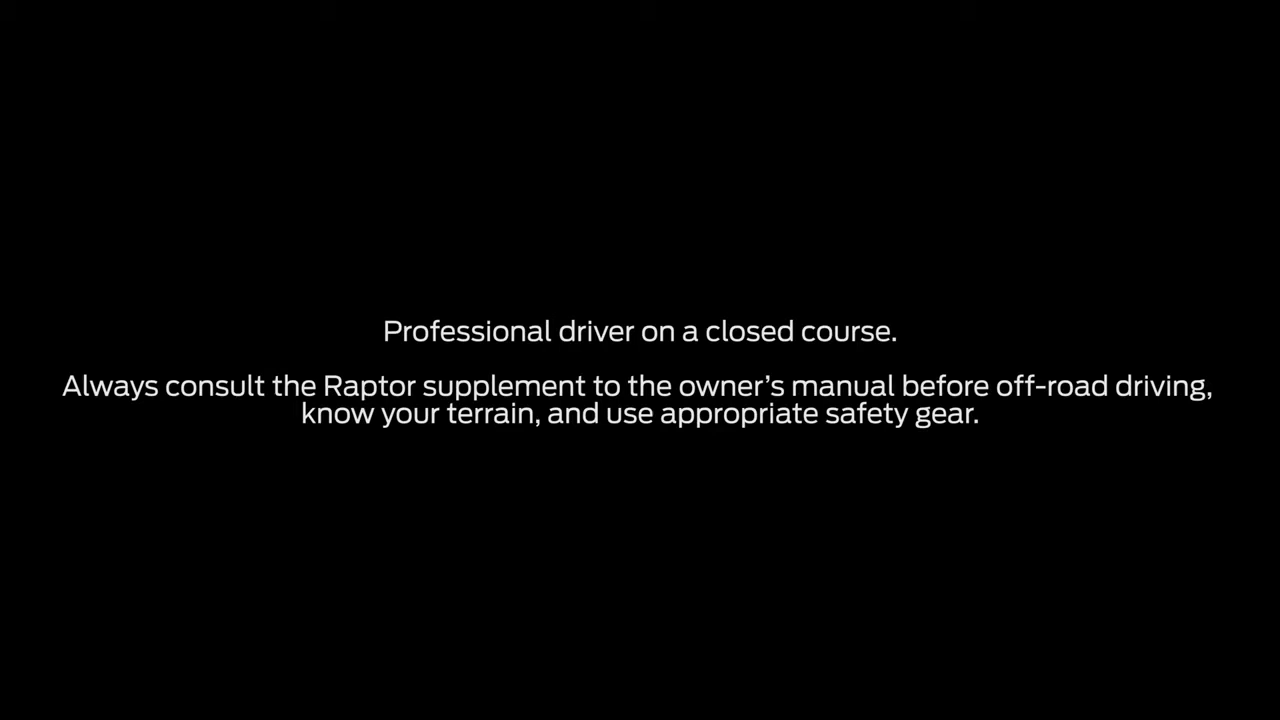 Professional driver on a closed course.
Always consult the Raptor supplement to the owner’s manual before off-road driving,
know your terrain, and use appropriate safety gear.